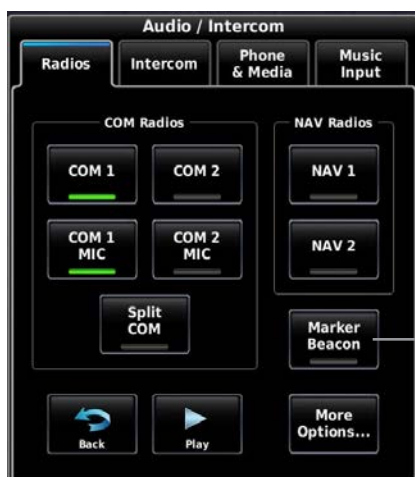 Audio / Intercom
Radios
Intercom
Phone
& Media
Music
Input
COM Radios
NAV Radios
COM 1
COM 2
NAV 1
COM 1
MIC
COM 2
MIC
NAV 2
Split
COM
Marker
Beacon
Back
Play
More
Options...